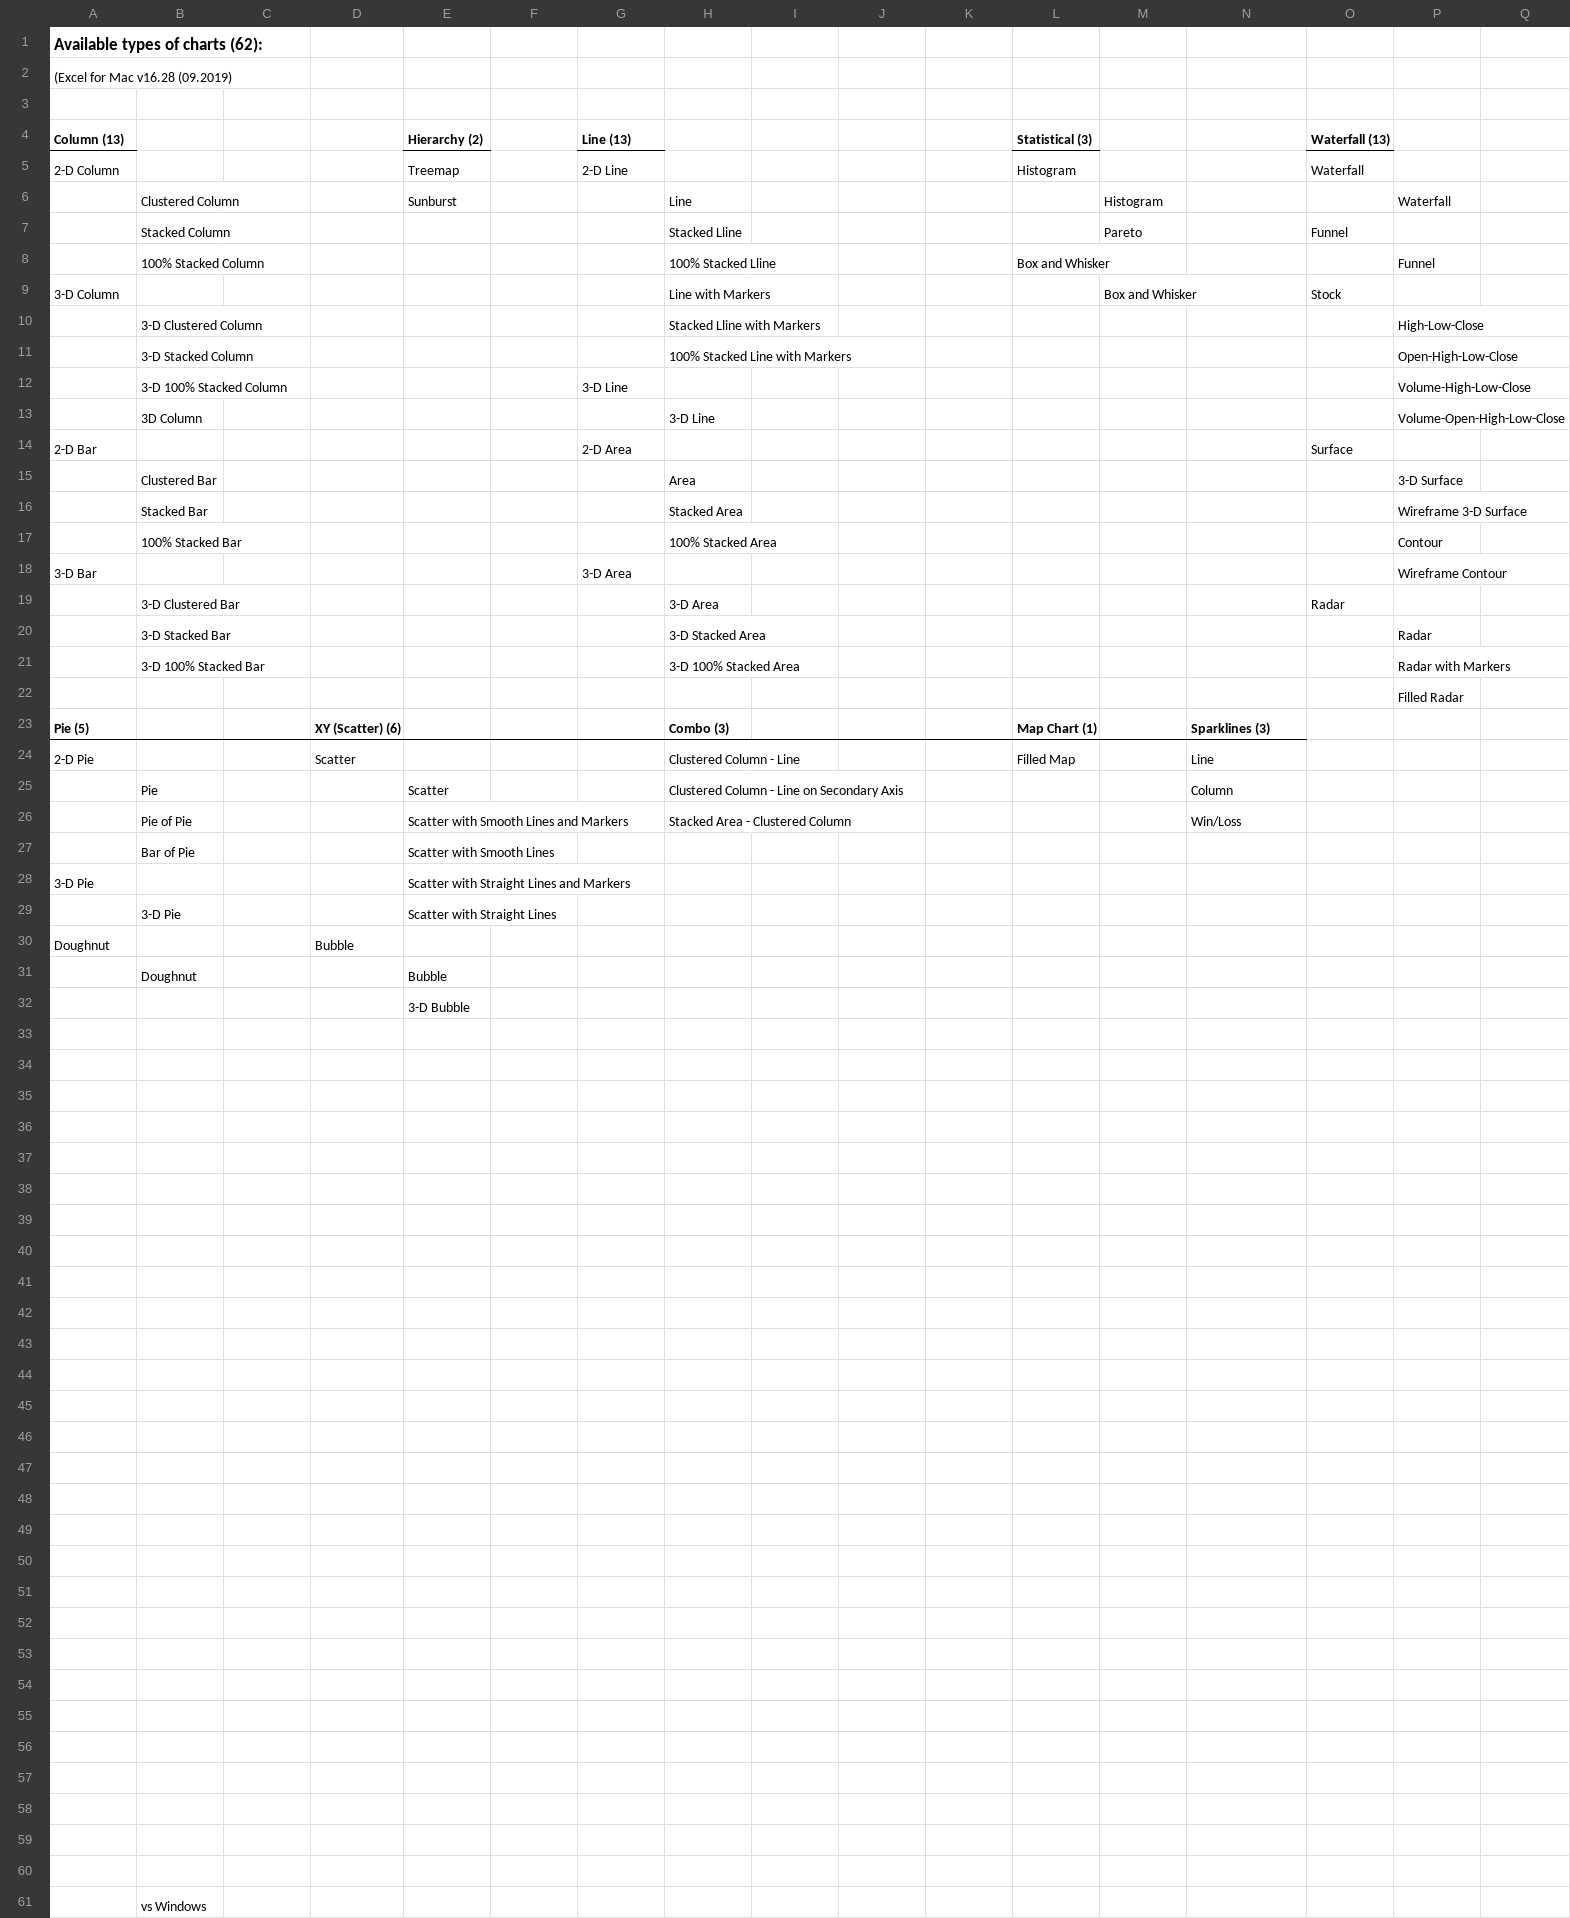 A B C D E F G H I J K L M N O P Q
1 Available types of charts (62):
2 (Excel for Mac v16.28 (09.2019)
3
4 Column (13) Hierarchy (2) Line (13) Statistical (3) Waterfall (13)
5 2-D Column Treemap 2-D Line Histogram Waterfall
6 Clustered Column Sunburst Line Histogram Waterfall
7 Stacked Column Stacked Lline Pareto Funnel
8 100% Stacked Column 100% Stacked Lline Box and Whisker Funnel
9 3-D Column Line with Markers Box and Whisker Stock
10 3-D Clustered Column Stacked Lline with Markers High-Low-Close
11 3-D Stacked Column 100% Stacked Line with Markers Open-High-Low-Close
12 3-D 100% Stacked Column 3-D Line Volume-High-Low-Close
13 3D Column 3-D Line Volume-Open-High-Low-Close
14 2-D Bar 2-D Area Surface
15 Clustered Bar Area 3-D Surface
16 Stacked Bar Stacked Area Wireframe 3-D Surface
17 100% Stacked Bar 100% Stacked Area Contour
18 3-D Bar 3-D Area Wireframe Contour
19 3-D Clustered Bar 3-D Area Radar
20 3-D Stacked Bar 3-D Stacked Area Radar
21 3-D 100% Stacked Bar 3-D 100% Stacked Area Radar with Markers
22 Filled Radar
23 Pie (5) XY (Scatter) (6) Combo (3) Map Chart (1) Sparklines (3)
24 2-D Pie Scatter Clustered Column - Line Filled Map Line
25 Pie Scatter Clustered Column - Line on Secondary Axis Column
26 Pie of Pie Scatter with Smooth Lines and Markers Stacked Area - Clustered Column Win/Loss
27 Bar of Pie Scatter with Smooth Lines
28 3-D Pie Scatter with Straight Lines and Markers
29 3-D Pie Scatter with Straight Lines
30 Doughnut Bubble
31 Doughnut Bubble
32 3-D Bubble
33
34
35
36
37
38
39
40
41
42
43
44
45
46
47
48
49
50
51
52
53
54
55
56
57
58
59
60
61 vs Windows